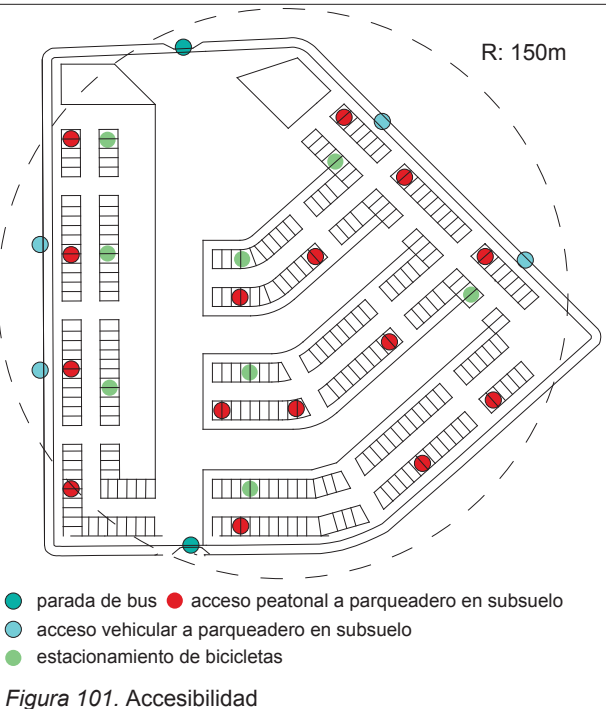 R: 150m
parada de bus acceso peatonal a parqueadero en subsuelo
acceso vehicular a parqueadero en subsuelo
estacionamiento de bicicletas
Figura 101. Accesibilidad